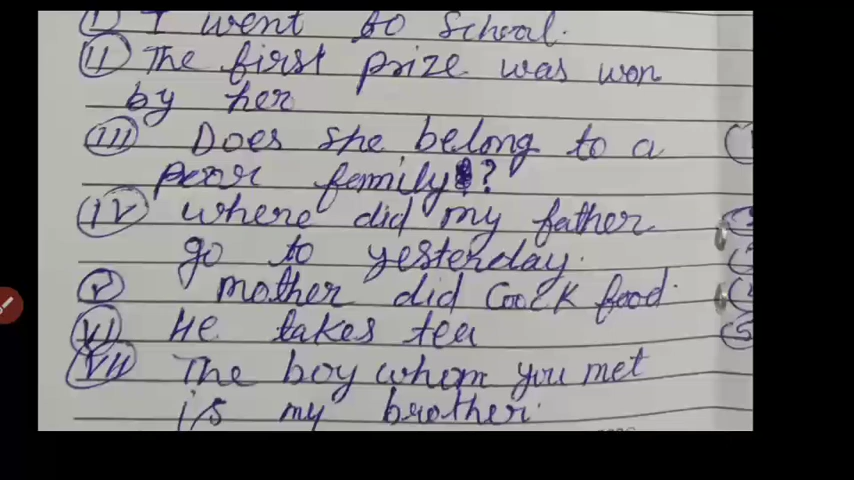 (I) I went to School.
(II) The first prize was won
by her
(III) Does she belong to a
poor femily?
(IV) where did my father
go to yesterday.
(V) mother did Coock food.
(VI) He takes tea
(VII) The boy whom you met
is my brother.